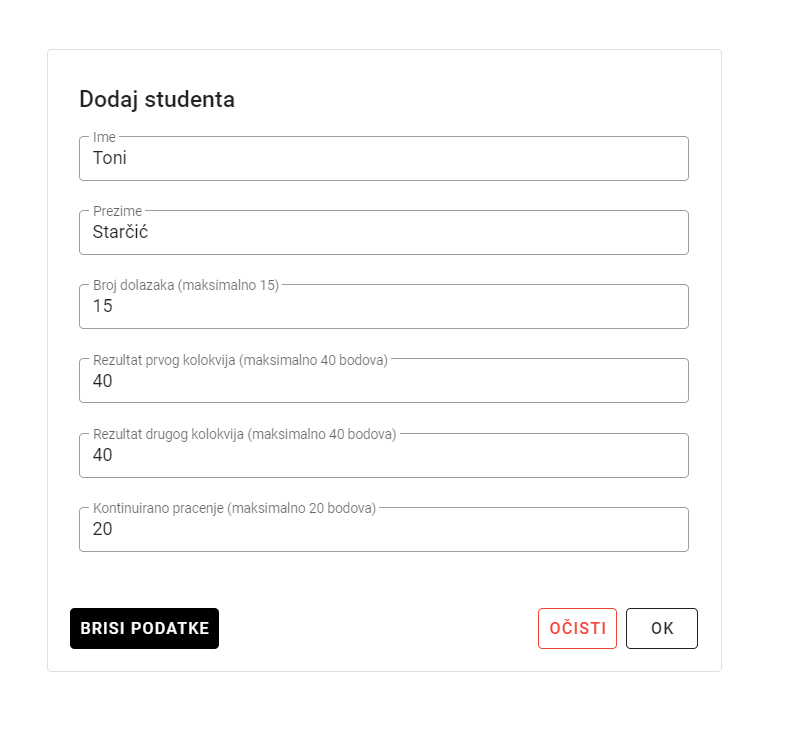 Dodaj studenta
Ime
Toni
Prezime
Starčić
Broj dolazaka (maksimalno 15)
15
Rezultat prvog kolokvija (maksimalno 40 bodova)
40
Rezultat drugog kolokvija (maksimalno 40 bodova)
40
Kontinuirano pracenje (maksimalno 20 bodova)
20
BRISI PODATKE OČISTI OK